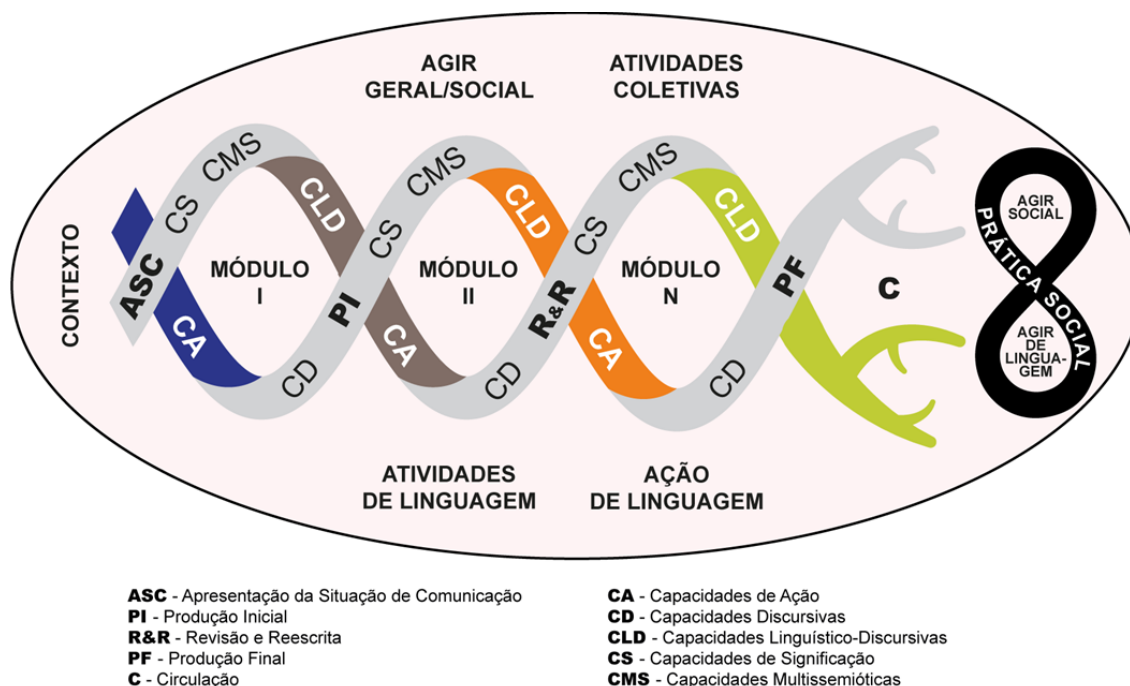 AGIR
GERAL/SOCIAL
ATIVIDADES
COLETIVAS
CONTEXTO
ASC
CS
CMS
CLD
CA
MÓDULO
I
CD
PI
CS
CMS
CLD
CA
MÓDULO
II
CD
R&R
CS
CMS
CLD
CA
MÓDULO
N
CD
PF
C
AGIR
SOCIAL
PRÁTICA SOCIAL
AGIR
DE
LINGUA-
GEM
ATIVIDADES
DE LINGUAGEM
AÇÃO
DE LINGUAGEM
ASC - Apresentação da Situação de Comunicação
PI - Produção Inicial
R&R - Revisão e Reescrita
PF - Produção Final
C - Circulação
CA - Capacidades de Ação
CD - Capacidades Discursivas
CLD - Capacidades Linguístico-Discursivas
CS - Capacidades de Significação
CMS - Capacidades Multissemióticas